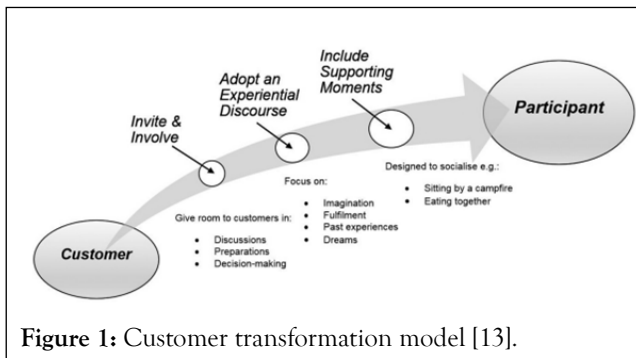 Include
Supporting
Moments
Adopt an
Experiential
Discourse
Invite &
Involve
Participant
Designed to socialise e.g.:
• Sitting by a campfire
• Eating together
Focus on:
• Imagination
• Fulfilment
• Past experiences
• Dreams
Give room to customers in:
• Discussions
• Preparations
• Decision-making
Customer
Figure 1: Customer transformation model [13].